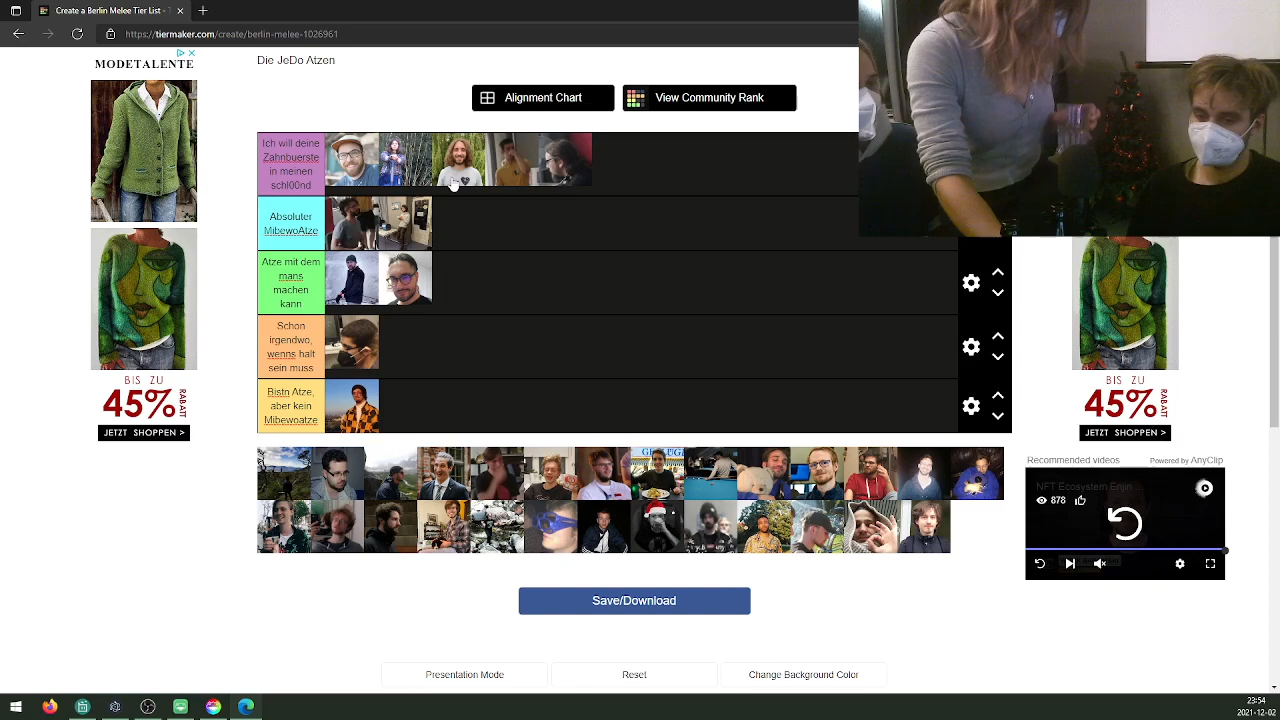 Create a Berlin Melee Tier List - T
https://tiermaker.com/create/berlin-melee-1026961
MODETALENTE
Die JeDo Atzen
Alignment Chart
View Community Rank
Ich will deine
Zahnbuerste
in meinen
schl00nd
Absoluter
MibewoAtze
Atze mit dem
mans
machen
kann
Schon
irgendwo,
wenns halt
sein muss
Bistn Atze,
aber kein
Mibewoatze
BIS ZU
45%
RABATT
JETZT SHOPPEN >
BIS ZU
45%
RABATT
JETZT SHOPPEN >
Recommended videos
Powered by AnyClip
NFT Ecosystem Enjin ...
878
Save/Download
Presentation Mode
Reset
Change Background Color
23:54
2021-12-02